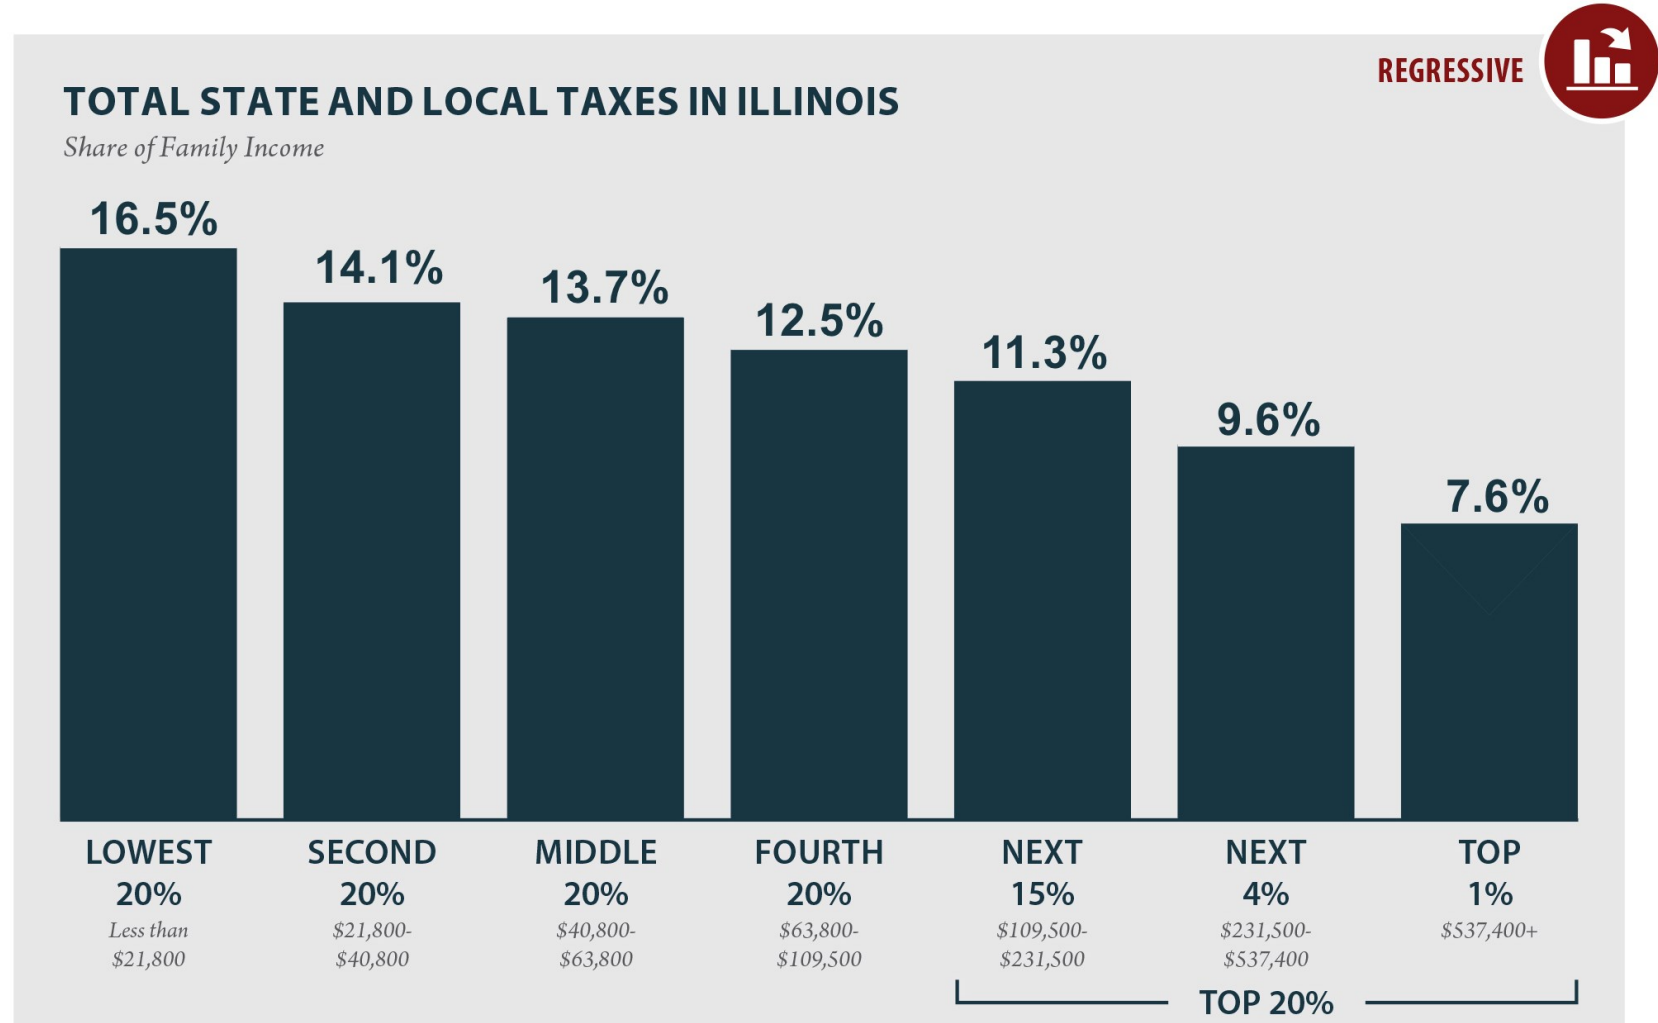 REGRESSIVE
TOTAL STATE AND LOCAL TAXES IN ILLINOIS
Share of Family Income
16.5%
14.1%
13.7%
12.5%
11.3%
9.6%
7.6%
LOWEST
20%
Less than
$21,800
SECOND
20%
$21,800-
$40,800
MIDDLE
20%
$40,800-
$63,800
FOURTH
20%
$63,800-
$109,500
NEXT
15%
$109,500-
$231,500
NEXT
4%
$231,500-
$537,400
TOP
1%
$537,400+
TOP 20%